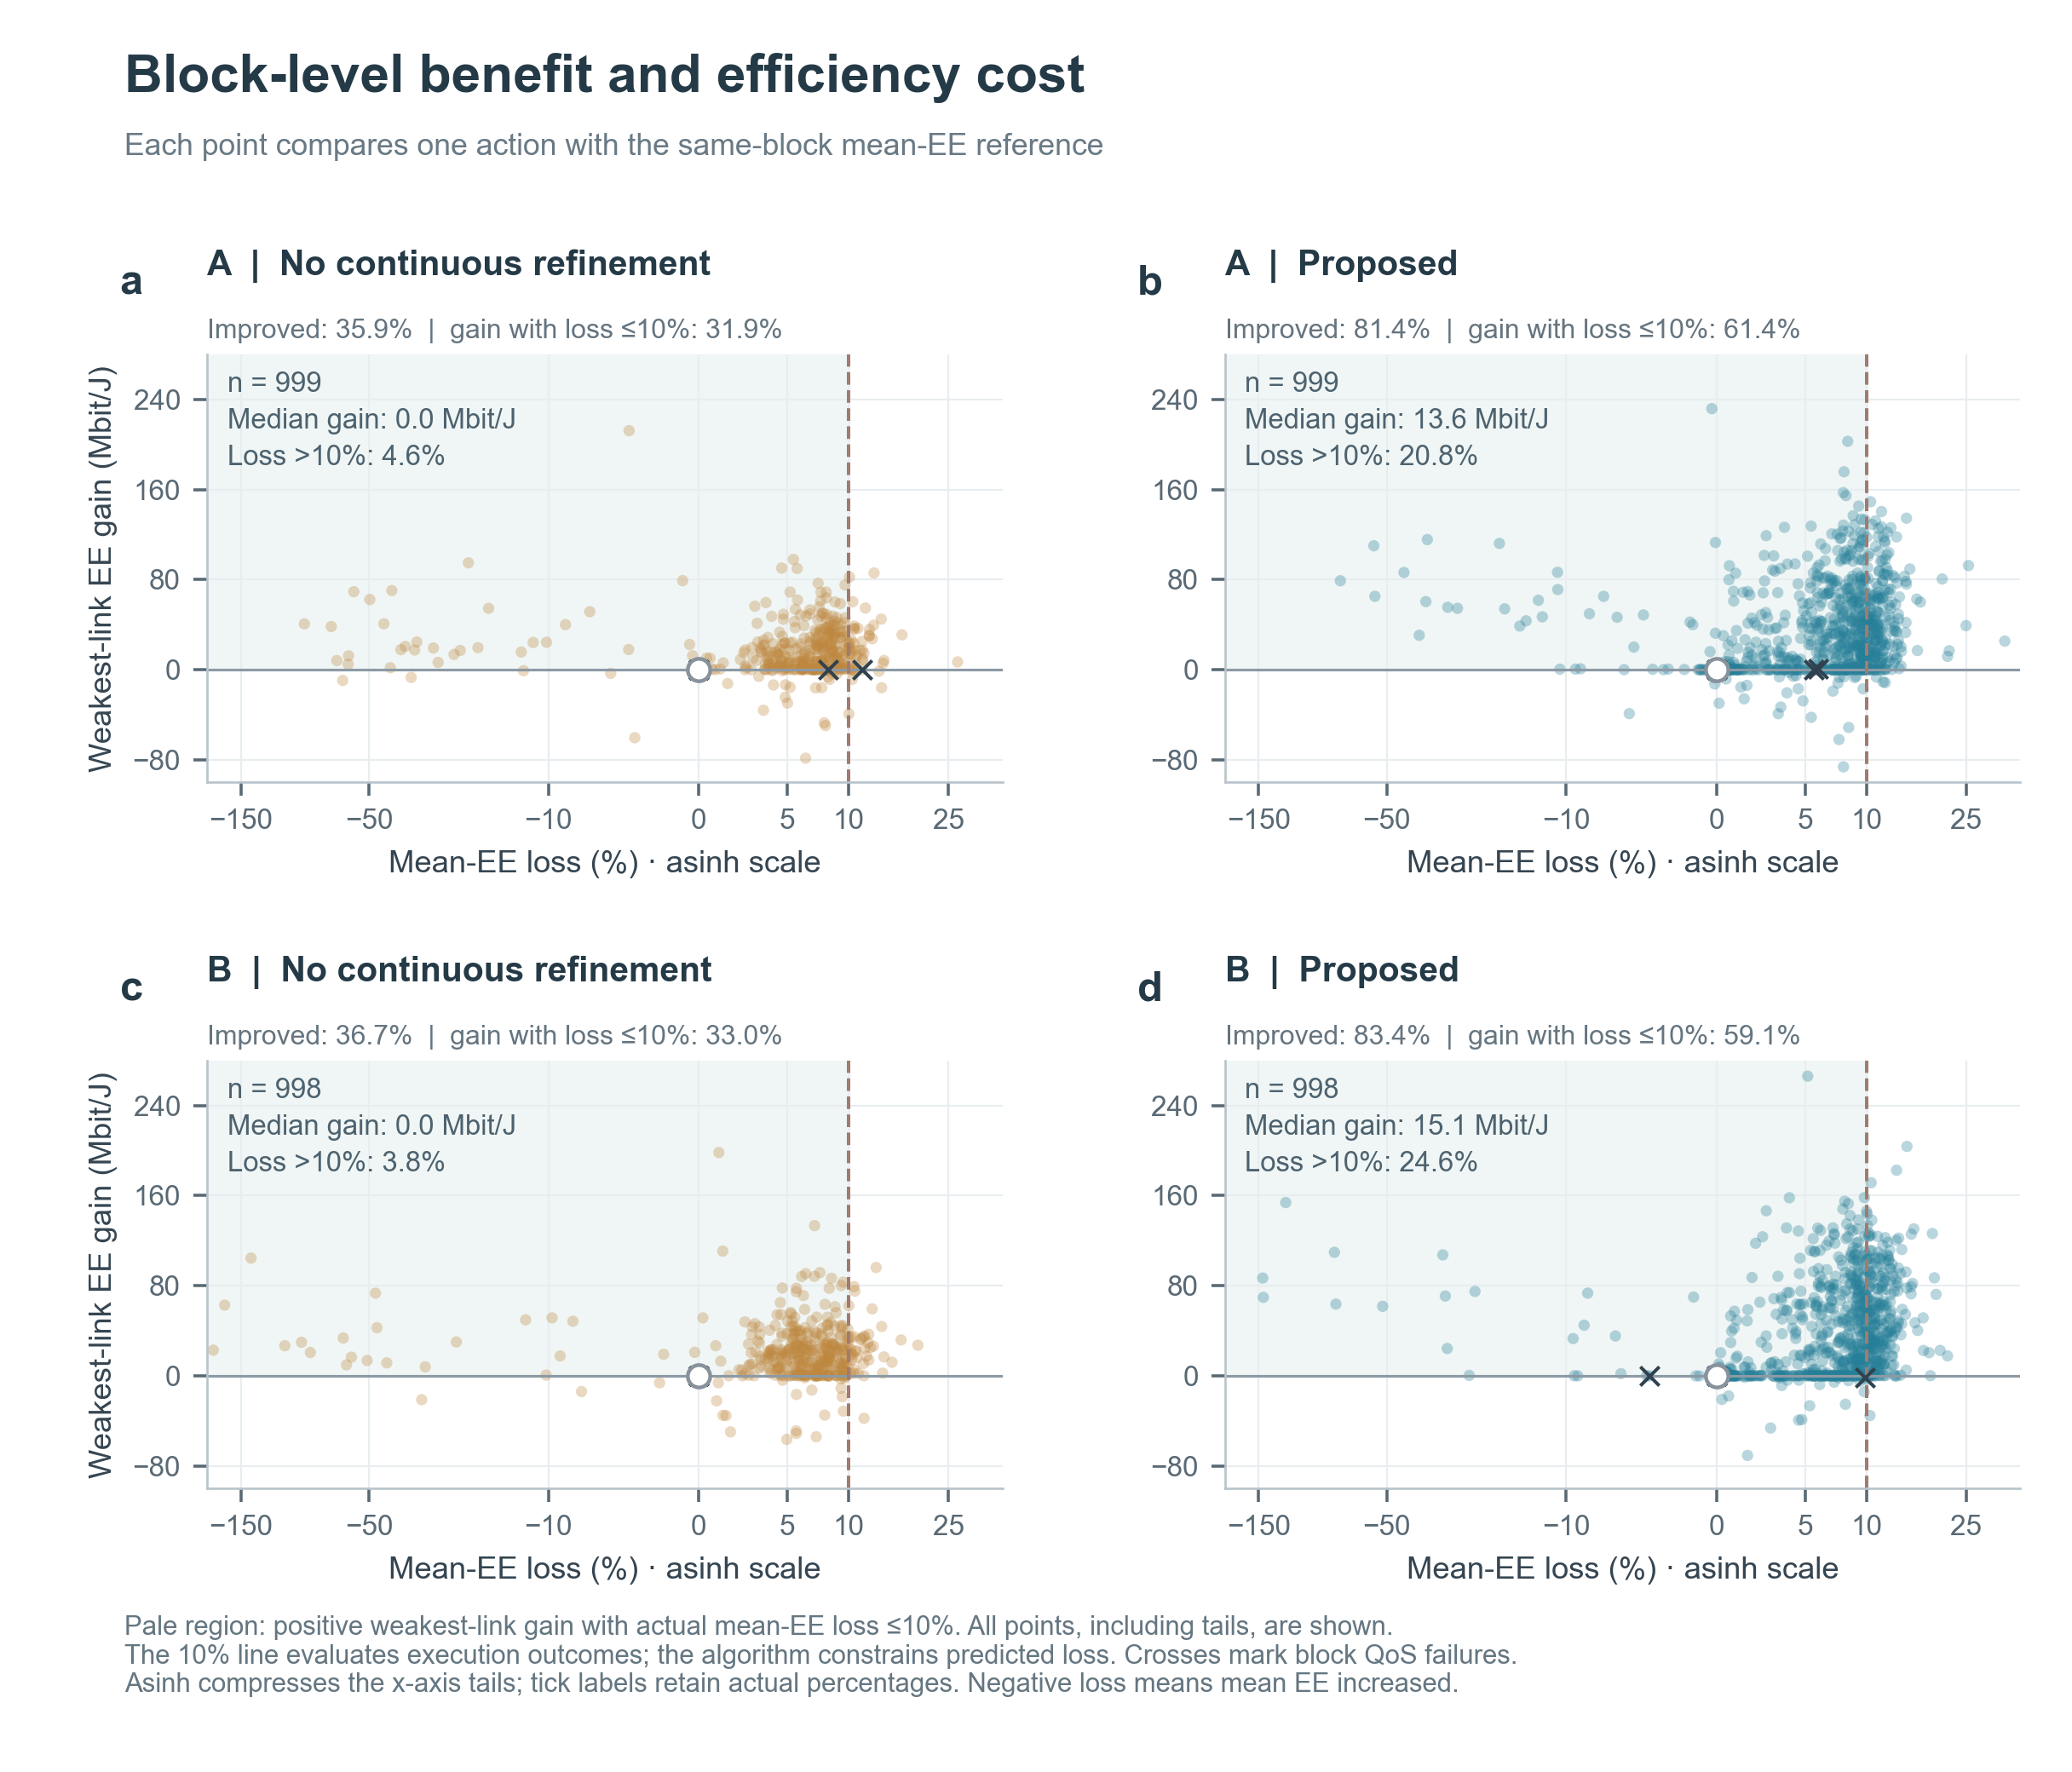 Block-level benefit and efficiency cost
Each point compares one action with the same-block mean-EE reference
a
A | No continuous refinement
Improved: 35.9% | gain with loss ≤10%: 31.9%
n = 999
Median gain: 0.0 Mbit/J
Loss >10%: 4.6%
Weakest-link EE gain (Mbit/J)
240
160
80
0
−80
−150 −50 −10 0 5 10 25
Mean-EE loss (%) · asinh scale
b
A | Proposed
Improved: 81.4% | gain with loss ≤10%: 61.4%
n = 999
Median gain: 13.6 Mbit/J
Loss >10%: 20.8%
240
160
80
0
−80
−150 −50 −10 0 5 10 25
Mean-EE loss (%) · asinh scale
c
B | No continuous refinement
Improved: 36.7% | gain with loss ≤10%: 33.0%
n = 998
Median gain: 0.0 Mbit/J
Loss >10%: 3.8%
Weakest-link EE gain (Mbit/J)
240
160
80
0
−80
−150 −50 −10 0 5 10 25
Mean-EE loss (%) · asinh scale
d
B | Proposed
Improved: 83.4% | gain with loss ≤10%: 59.1%
n = 998
Median gain: 15.1 Mbit/J
Loss >10%: 24.6%
240
160
80
0
−80
−150 −50 −10 0 5 10 25
Mean-EE loss (%) · asinh scale
Pale region: positive weakest-link gain with actual mean-EE loss ≤10%. All points, including tails, are shown.
The 10% line evaluates execution outcomes; the algorithm constrains predicted loss. Crosses mark block QoS failures.
Asinh compresses the x-axis tails; tick labels retain actual percentages. Negative loss means mean EE increased.